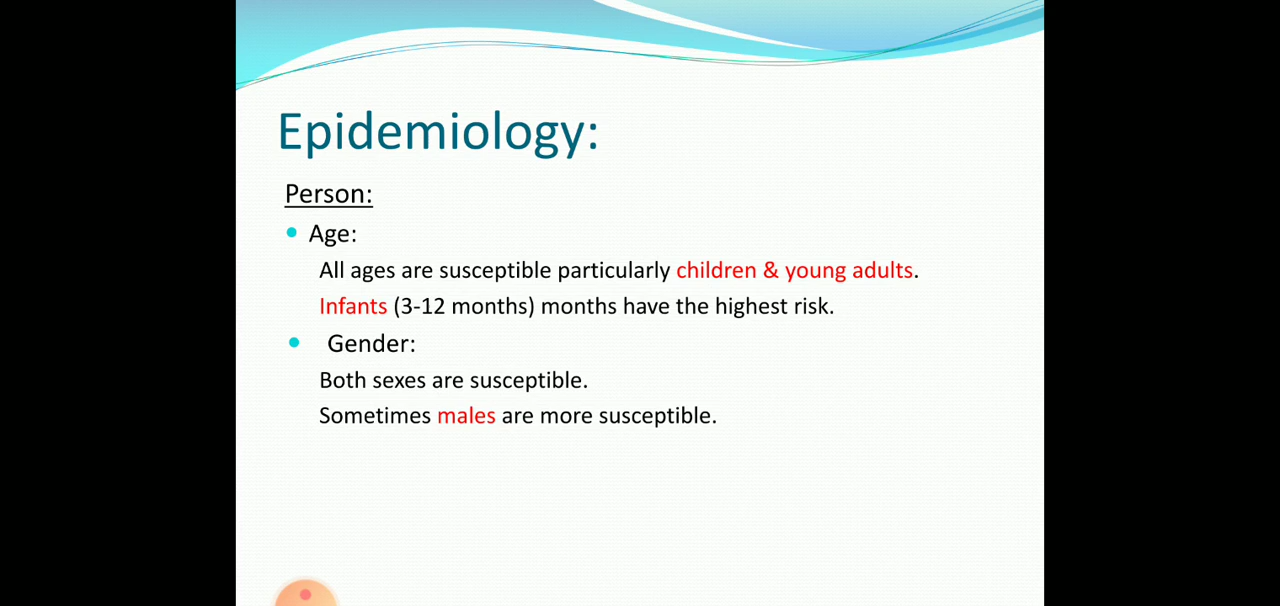 Epidemiology:
Person:
Age:
All ages are susceptible particularly children & young adults.
Infants (3-12 months) months have the highest risk.
Gender:
Both sexes are susceptible.
Sometimes males are more susceptible.